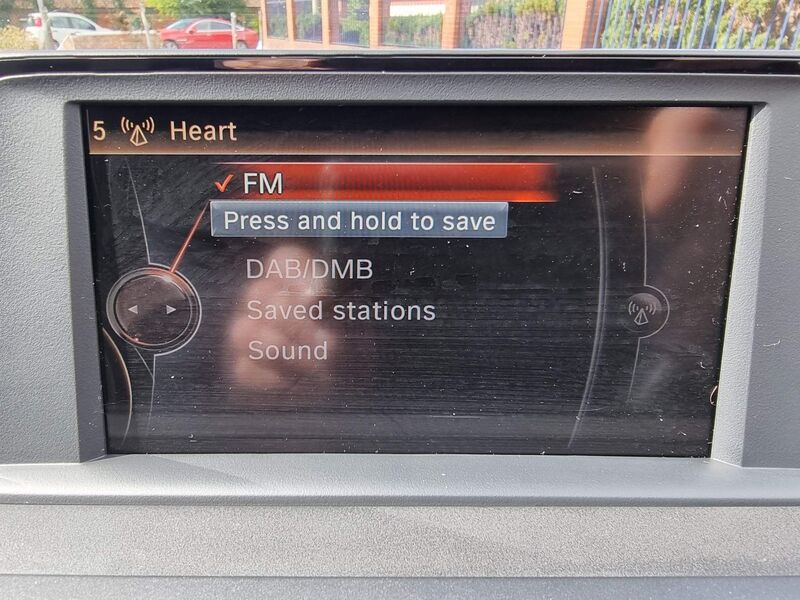 5 Heart
FM
Press and hold to save
DAB/DMB
Saved stations
Sound